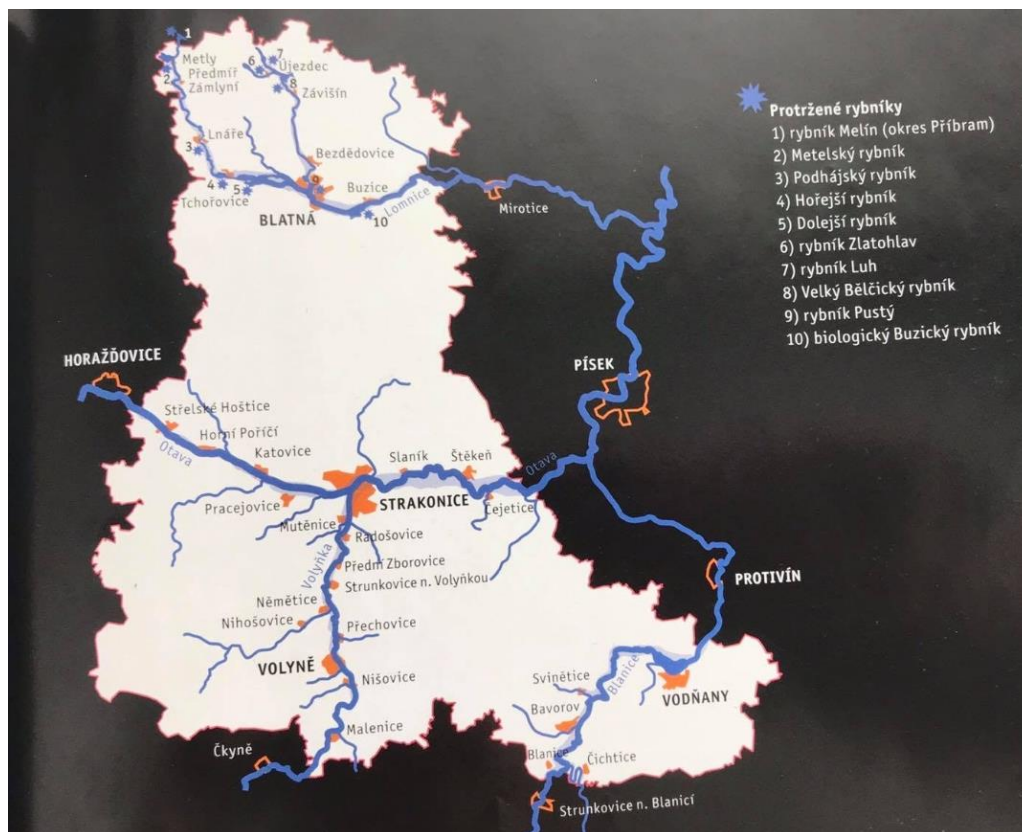 1
Metly
2
Předmíř
Zámlyní
7
6
Újezdec
8
Závišín
Lnáře
3
Bezdědovice
4
5
9
Buzice
Tchořovice
Lomnice
BLATNÁ
10
Mirotice
Protržené rybníky
1) rybník Melín (okres Příbram)
2) Metelský rybník
3) Podhájský rybník
4) Hořejší rybník
5) Dolejší rybník
6) rybník Zlatohlav
7) rybník Luh
8) Velký Bělčický rybník
9) rybník Pustý
10) biologický Buzický rybník
HORAŽĎOVICE
PÍSEK
Střelské Hoštice
Horní Poříčí
Otava
Katovice
Slaník
Štěkeň
Otava
Pracejovice
STRAKONICE
Čejetice
Mutěnice
Radošovice
Volyňka
Přední Zborovice
Strunkovice n. Volyňkou
PROTIVÍN
Němětice
Nihošovice
Přechovice
VOLYNĚ
Nišovice
Svinětice
Blanice
VODŇANY
Bavorov
Malenice
Čkyně
Blanice
Čichtice
Strunkovice n. Blanicí